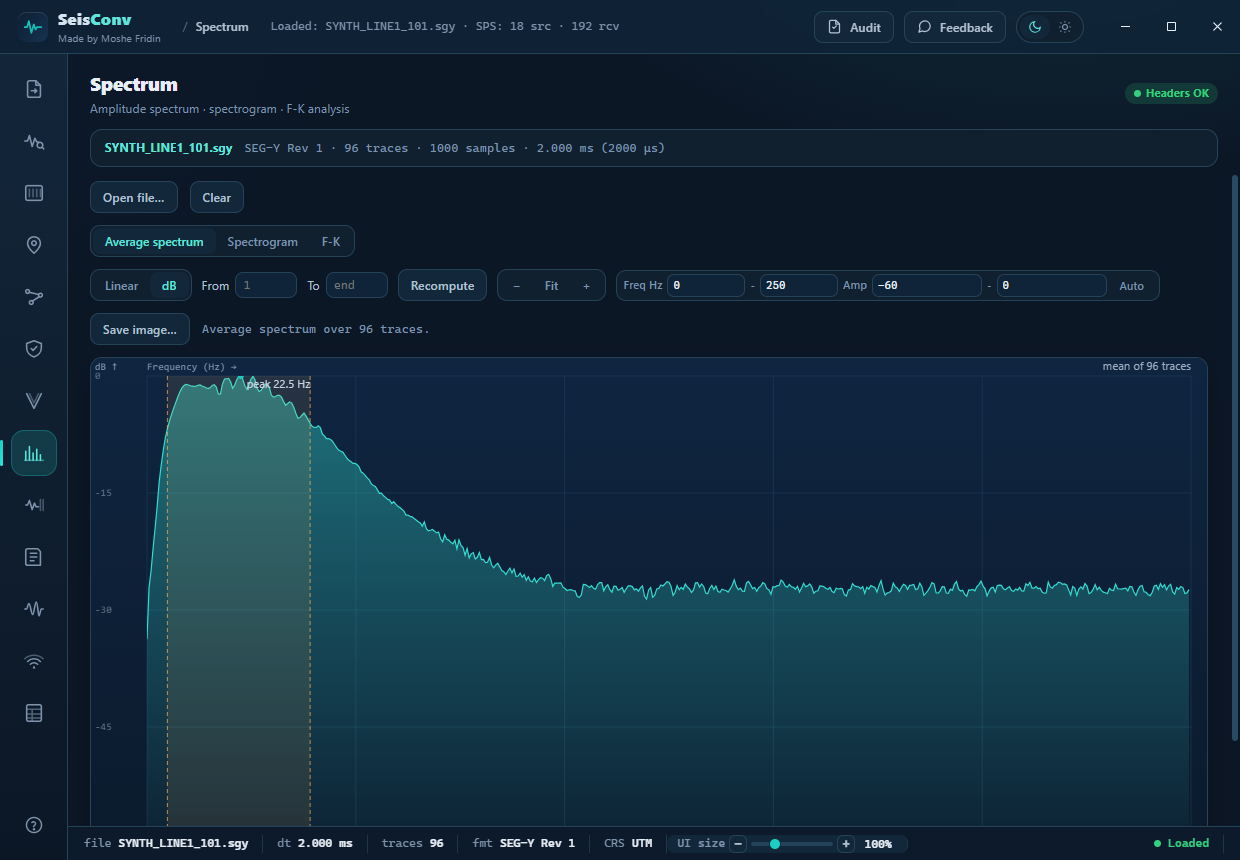 SeisConv
Made by Moshe Fridin
/ Spectrum
Loaded: SYNTH_LINE1_101.sgy · SPS: 18 src · 192 rcv
Audit
Feedback
Spectrum
Amplitude spectrum · spectrogram · F-K analysis
Headers OK
SYNTH_LINE1_101.sgy SEG-Y Rev 1 · 96 traces · 1000 samples · 2.000 ms (2000 µs)
Open file...
Clear
Average spectrum Spectrogram F-K
Linear dB From 1 To end Recompute − Fit + Freq Hz 0 - 250 Amp −60 - 0 Auto
Save image... Average spectrum over 96 traces.
dB ↑ Frequency (Hz) → mean of 96 traces
0
peak 22.5 Hz
-15
-30
-45
file SYNTH_LINE1_101.sgy dt 2.000 ms traces 96 fmt SEG-Y Rev 1 CRS UTM UI size − + 100% Loaded